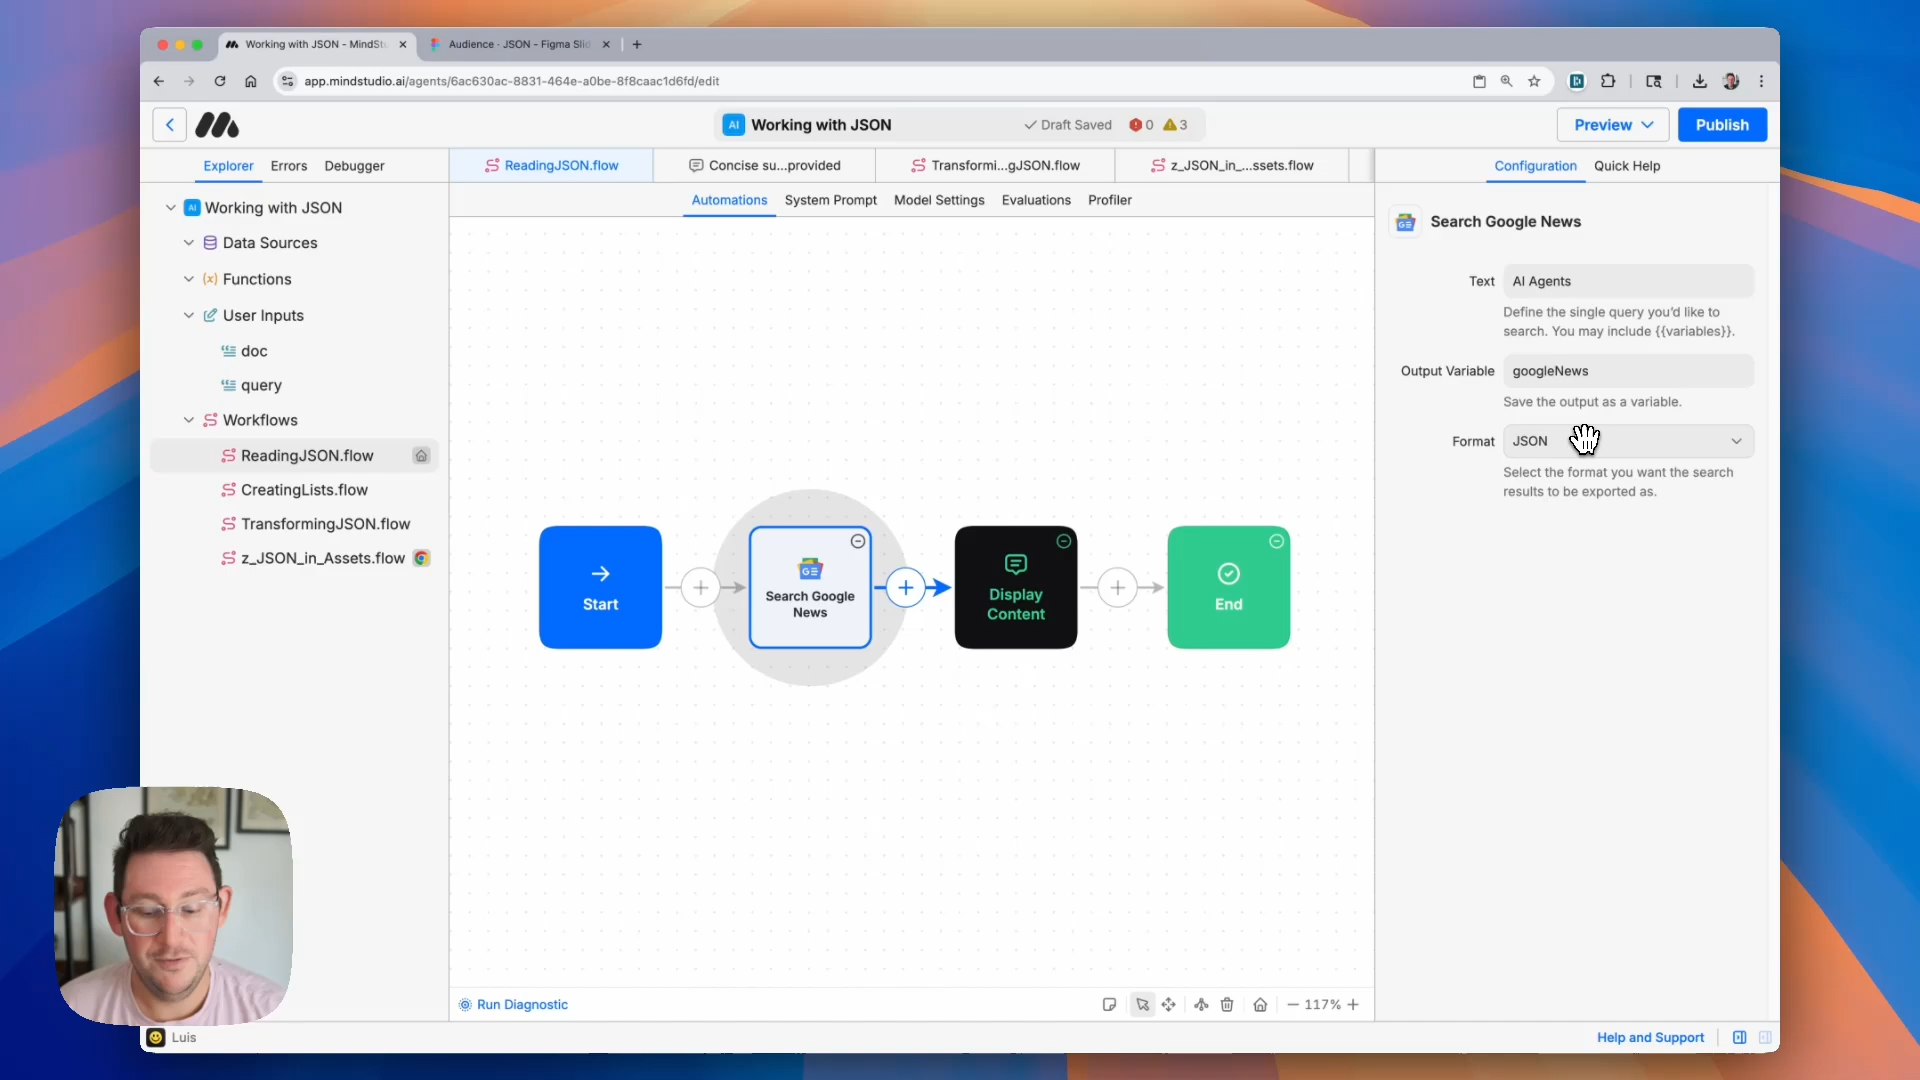 Working with JSON - MindStu
Audience · JSON - Figma Slid
app.mindstudio.ai/agents/6ac630ac-8831-464e-a0be-8f8caac1d6fd/edit
AI Working with JSON
Draft Saved
0
3
Preview
Publish
Explorer
Errors
Debugger
ReadingJSON.flow
Concise su...provided
Transformi...gJSON.flow
z_JSON_in_...ssets.flow
Configuration
Quick Help
Automations
System Prompt
Model Settings
Evaluations
Profiler
AI Working with JSON
Data Sources
Functions
User Inputs
doc
query
Workflows
ReadingJSON.flow
CreatingLists.flow
TransformingJSON.flow
z_JSON_in_Assets.flow
Start
GE
Search Google
News
Display
Content
End
GE
Search Google News
Text
AI Agents
Define the single query you'd like to
search. You may include {{variables}}.
Output Variable
googleNews
Save the output as a variable.
Format
JSON
Select the format you want the search
results to be exported as.
Run Diagnostic
117%
Luis
Help and Support